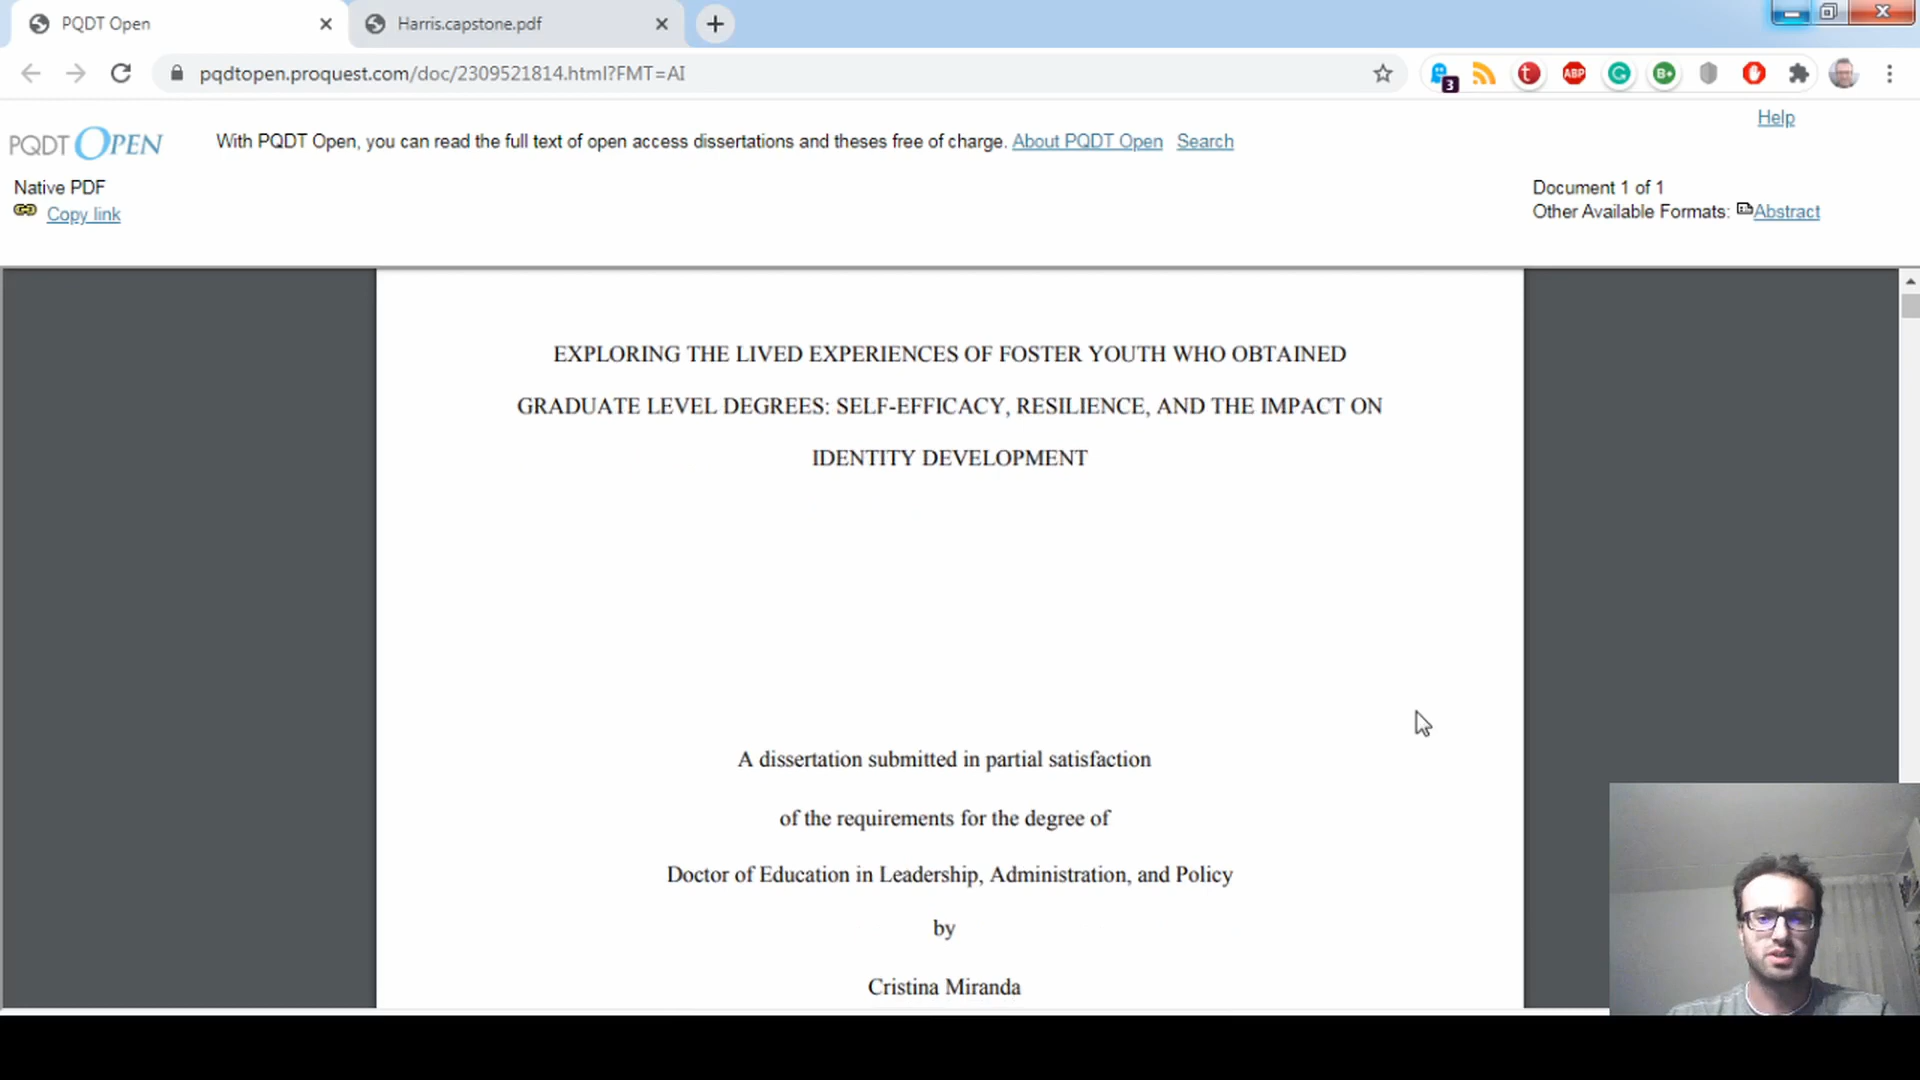 PQDT Open
Harris.capstone.pdf
pqdtopen.proquest.com/doc/2309521814.html?FMT=AI
3
t
ABP
G
B+
Help
PQDT OPEN
With PQDT Open, you can read the full text of open access dissertations and theses free of charge. About PQDT Open Search
Native PDF
Document 1 of 1
Copy link
Other Available Formats: Abstract
EXPLORING THE LIVED EXPERIENCES OF FOSTER YOUTH WHO OBTAINED
GRADUATE LEVEL DEGREES: SELF-EFFICACY, RESILIENCE, AND THE IMPACT ON
IDENTITY DEVELOPMENT
A dissertation submitted in partial satisfaction
of the requirements for the degree of
Doctor of Education in Leadership, Administration, and Policy
by
Cristina Miranda